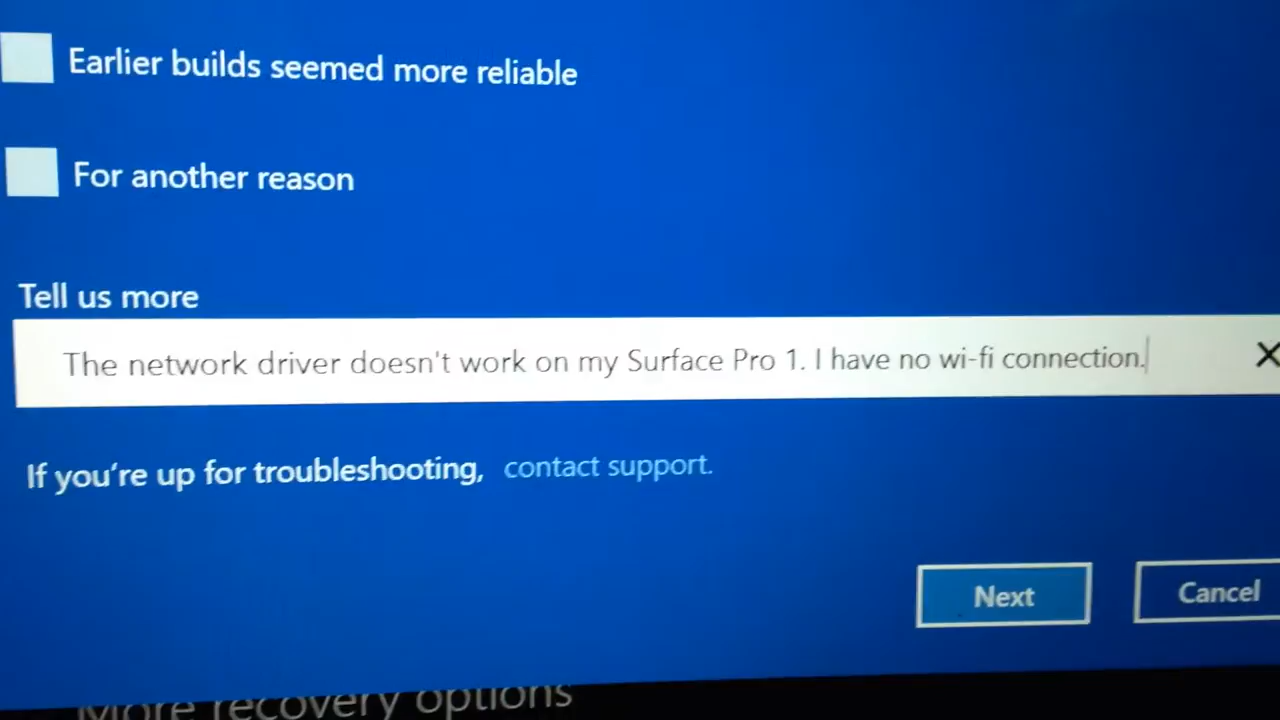 Earlier builds seemed more reliable
For another reason
Tell us more
The network driver doesn't work on my Surface Pro 1. I have no wi-fi connection.
If you're up for troubleshooting, contact support.
Next Cancel
More recovery options